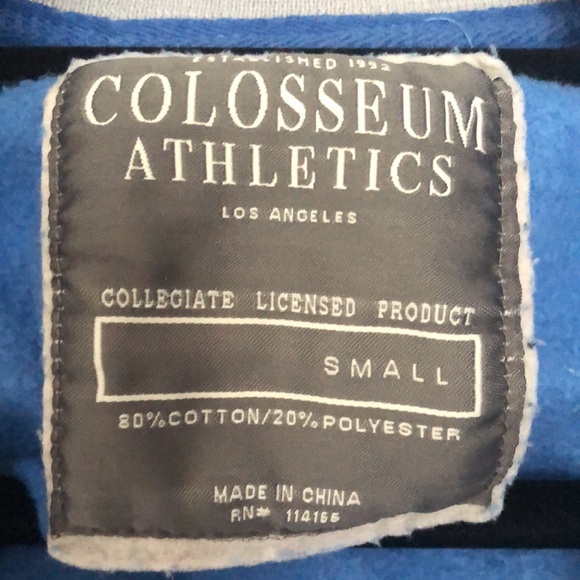 ESTABLISHED 1992
COLOSSEUM
ATHLETICS
LOS ANGELES
COLLEGIATE LICENSED PRODUCT
SMALL
80%COTTON/20%POLYESTER
MADE IN CHINA
RN# 114155